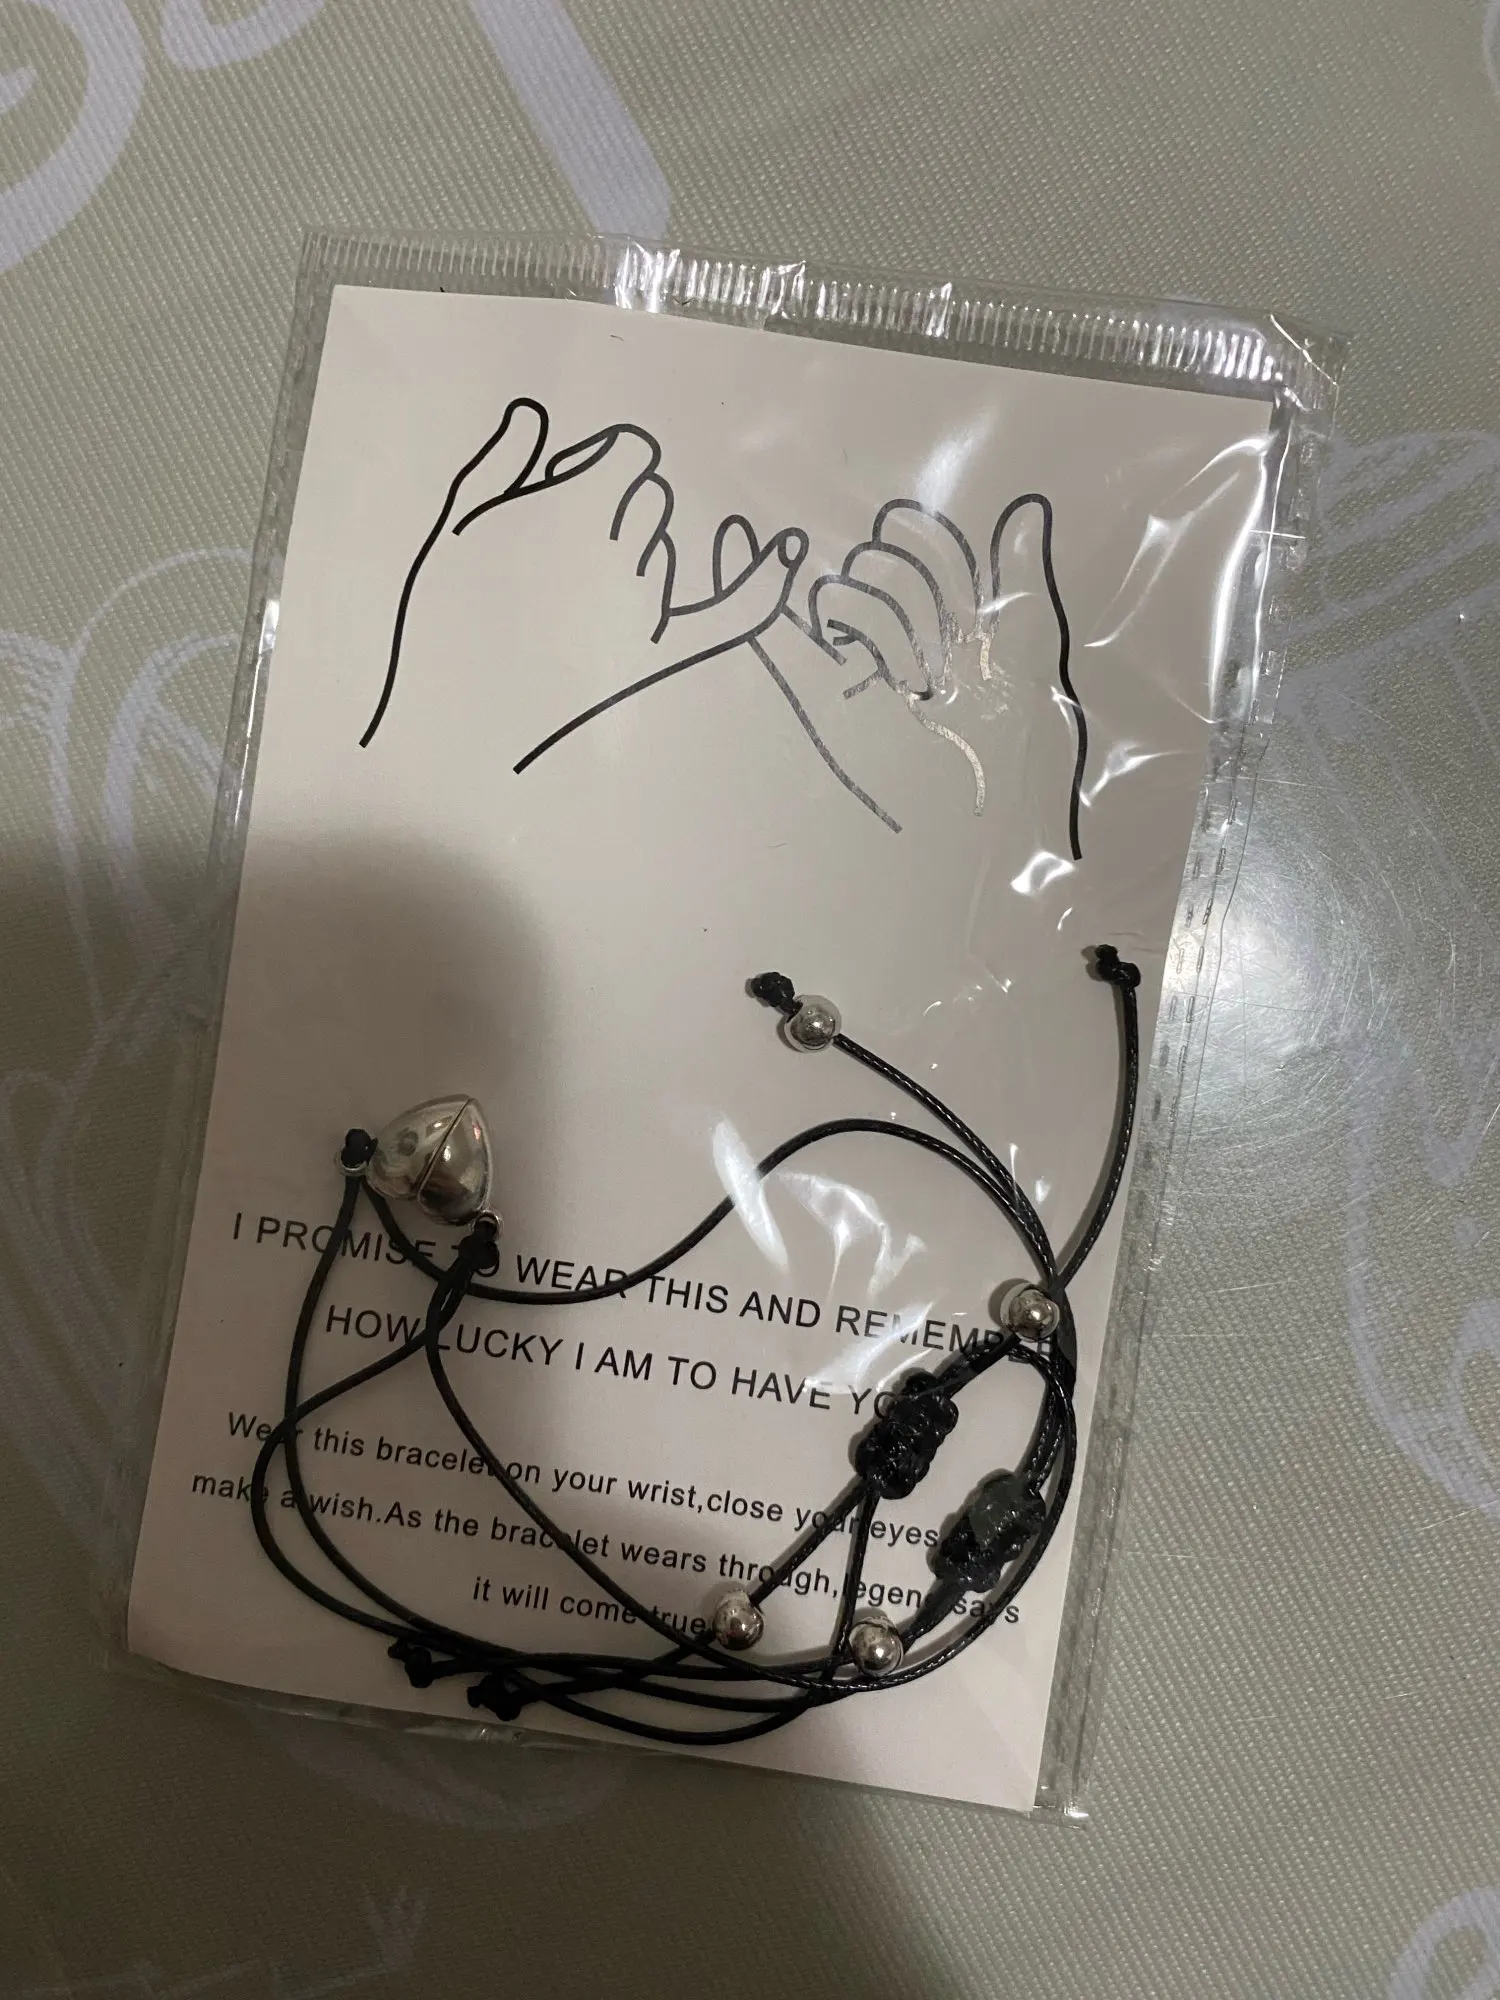 I PROMISE TO WEAR THIS AND REMEMBER
HOW LUCKY I AM TO HAVE YOU
Wear this bracelet on your wrist,close your eyes
make a wish.As the bracelet wears through,legend says
it will come true